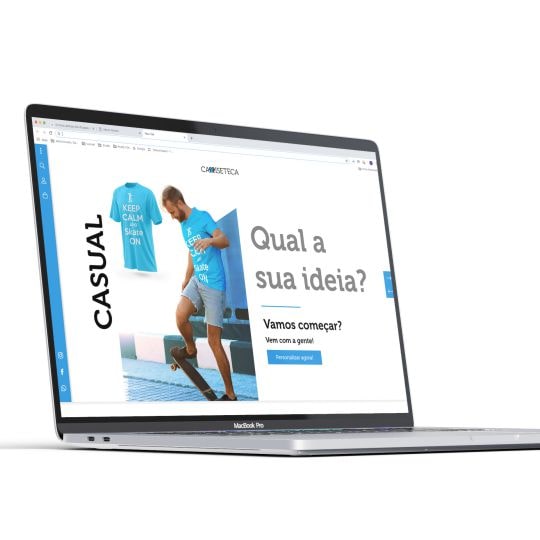 CAMISETECA
CASUAL
KEEP
CALM
AND
Skate
ON
KEEP
CALM
Skate
ON
Qual a
sua ideia?
Vamos começar?
Vem com a gente!
Personalizar agora!
MacBook Pro